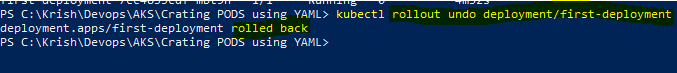 PS C:\Krish\Devops\AKS\Crating PODS using YAML> kubectl rollout undo deployment/first-deployment
deployment.apps/first-deployment rolled back
PS C:\Krish\Devops\AKS\Crating PODS using YAML>